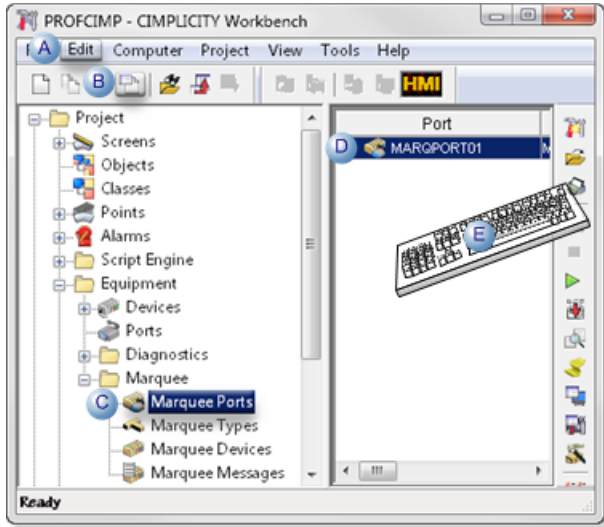 PROFCIMP - CIMPLICITY Workbench
A Edit Computer Project View Tools Help
B HMI
Project
Screens
Objects
Classes
Points
Alarms
Script Engine
Equipment
Devices
Ports
Diagnostics
Marquee
C Marquee Ports
Marquee Types
Marquee Devices
Marquee Messages
Port
D MARQPORT01
E
Ready